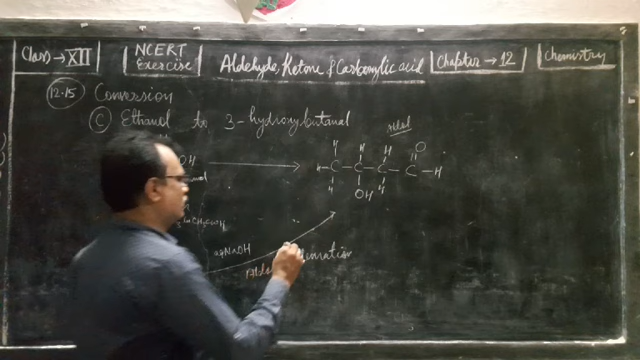 Class → XII
NCERT
Exercise
Aldehyde, Ketone & Carboxylic acid
Chapter → 12
Chemistry
12.15 Conversion
C Ethanol to 3-hydroxybutanal
OH
H H H O
H-C-C-C-C-H
H OH H
aq NaOH